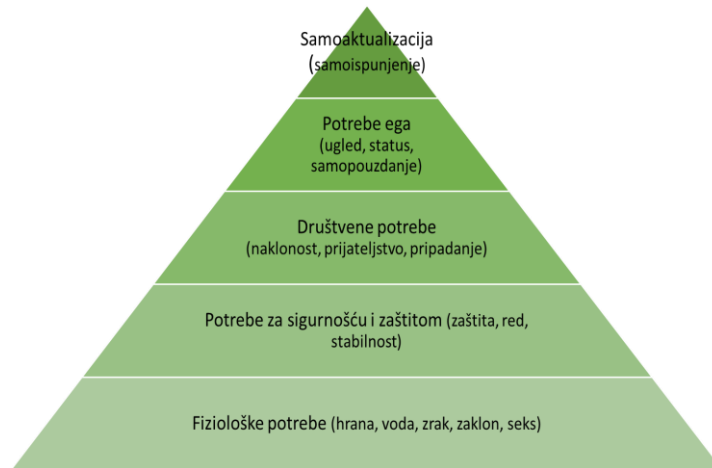 Samoaktualizacija
(samoispunjenje)
Potrebe ega
(ugled, status,
samopouzdanje)
Društvene potrebe
(naklonost, prijateljstvo, pripadanje)
Potrebe za sigurnošću i zaštitom (zaštita, red,
stabilnost)
Fiziološke potrebe (hrana, voda, zrak, zaklon, seks)